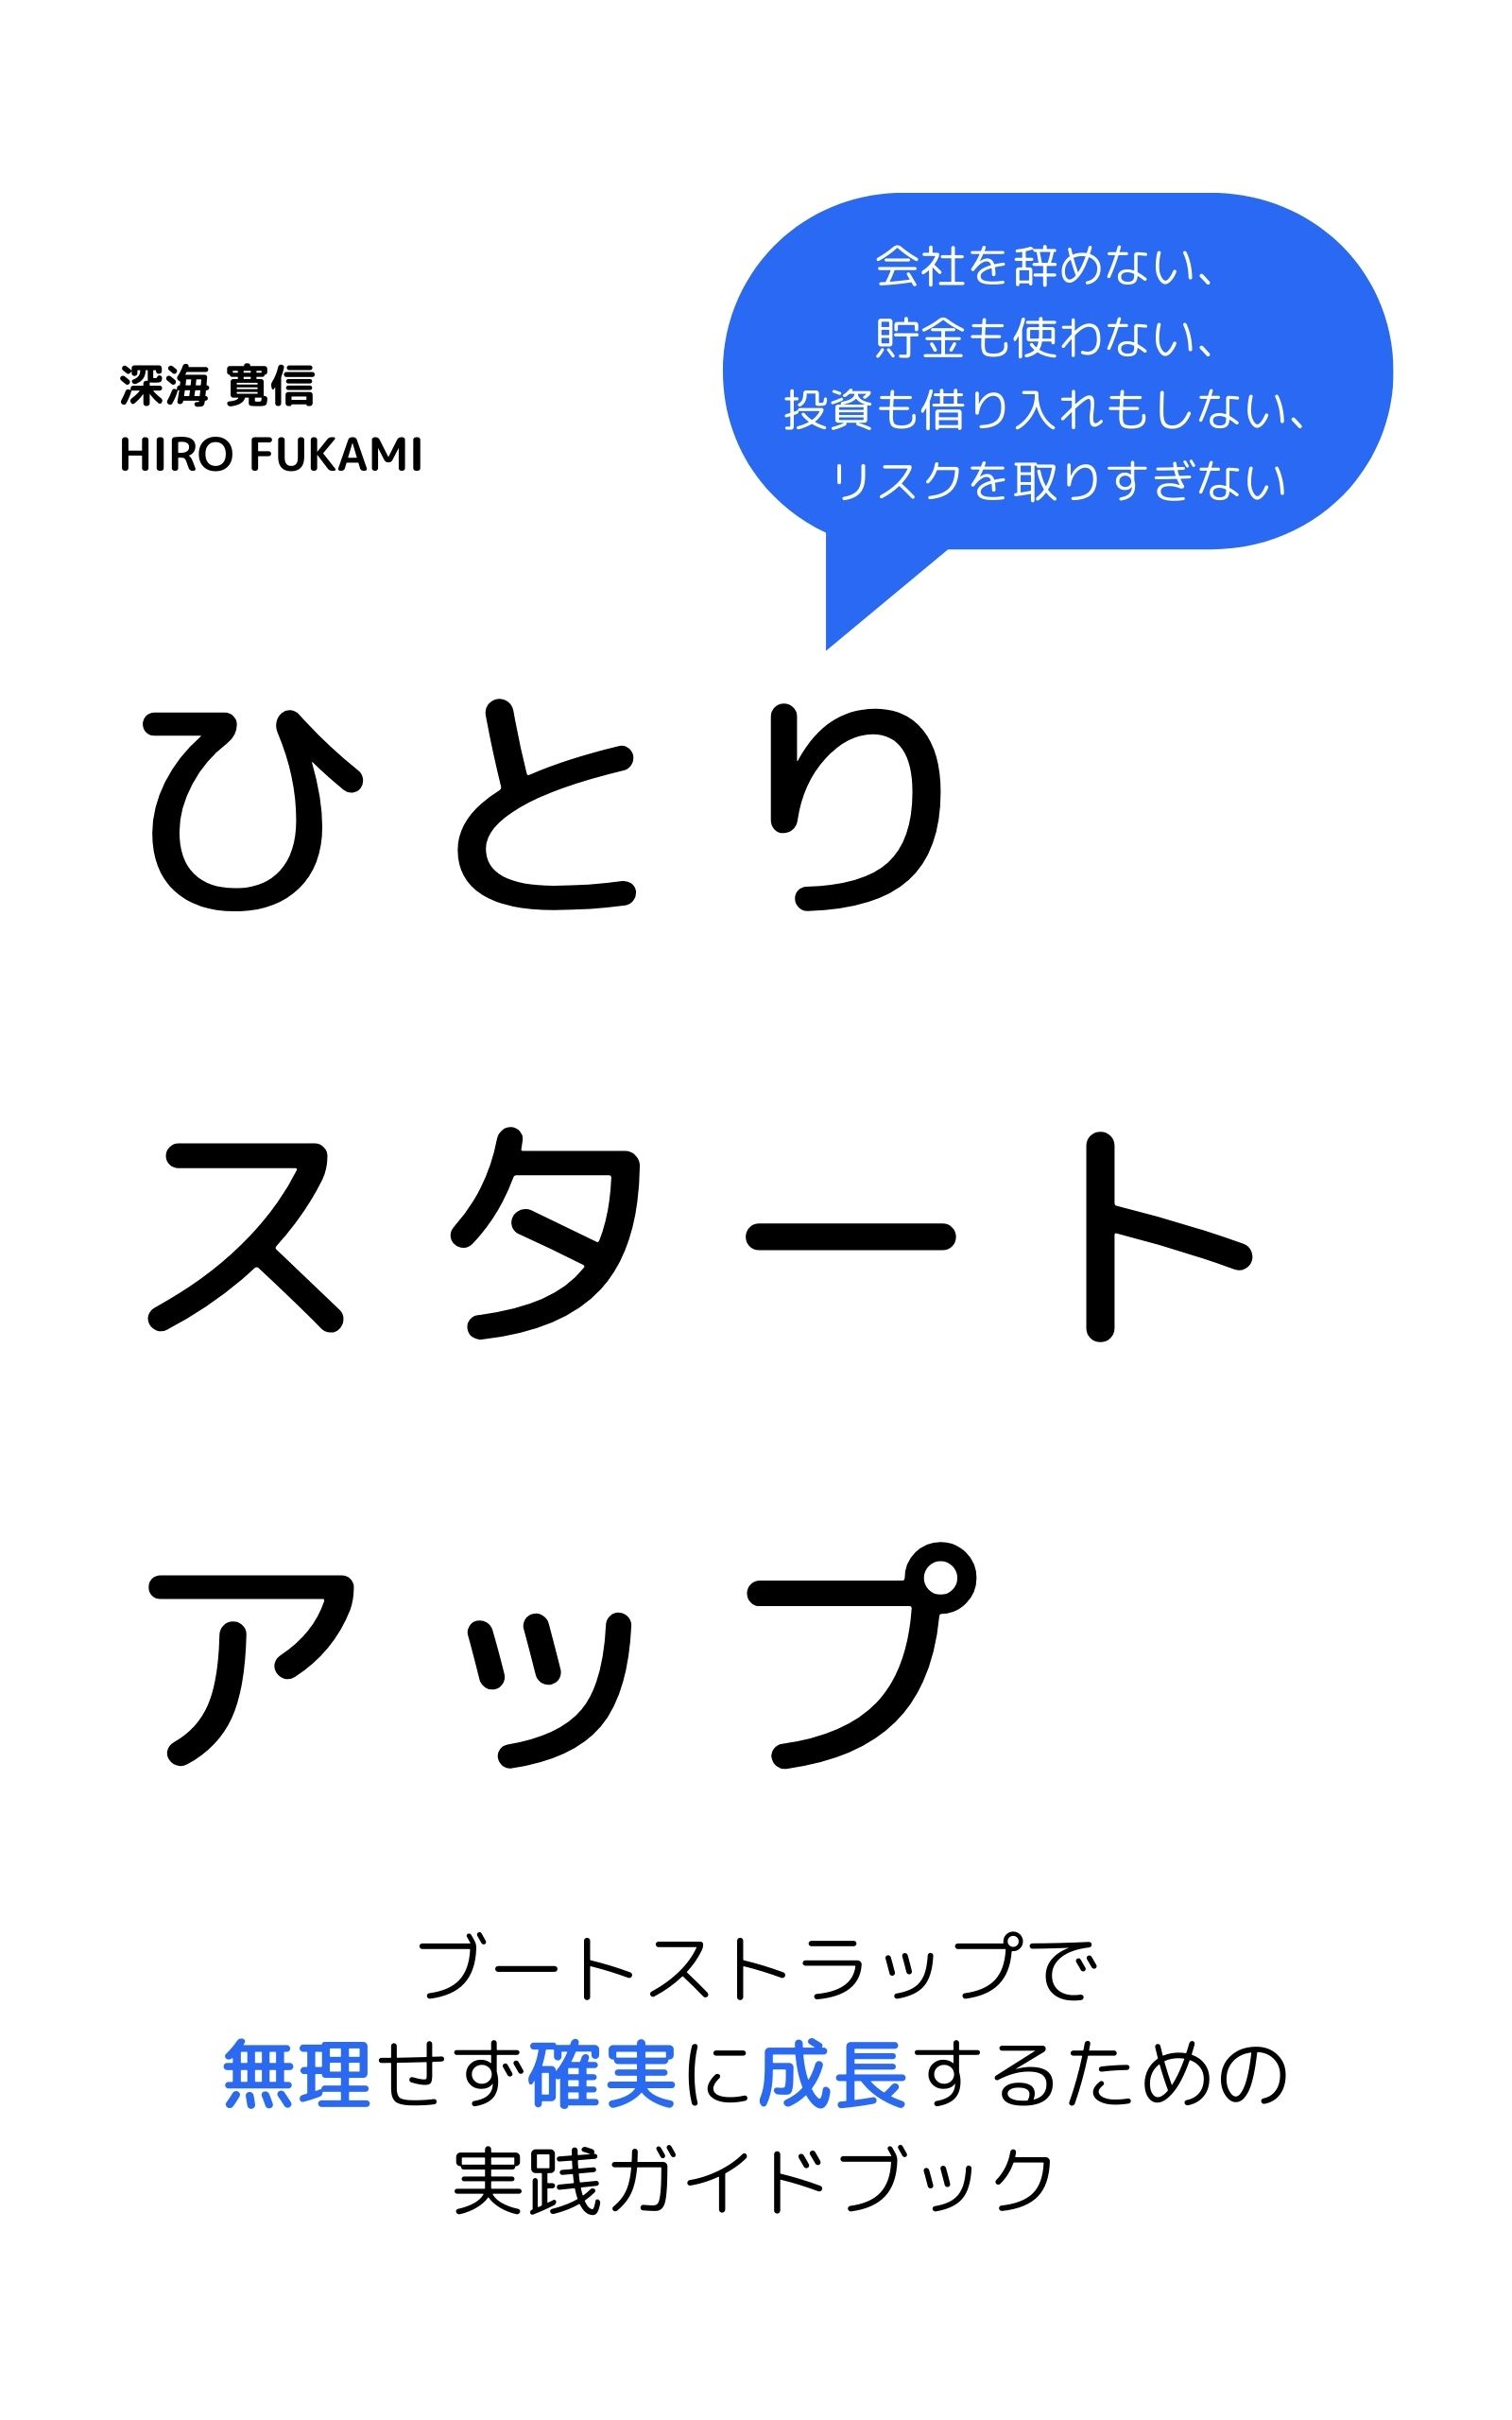 会社を辞めない、
貯金も使わない、
投資も借り入れもしない、
リスクを取りすぎない
深海 寛信
HIRO FUKAMI
ひとり
スタート
アップ
ブートストラップで
無理せず確実に成長するための
実践ガイドブック